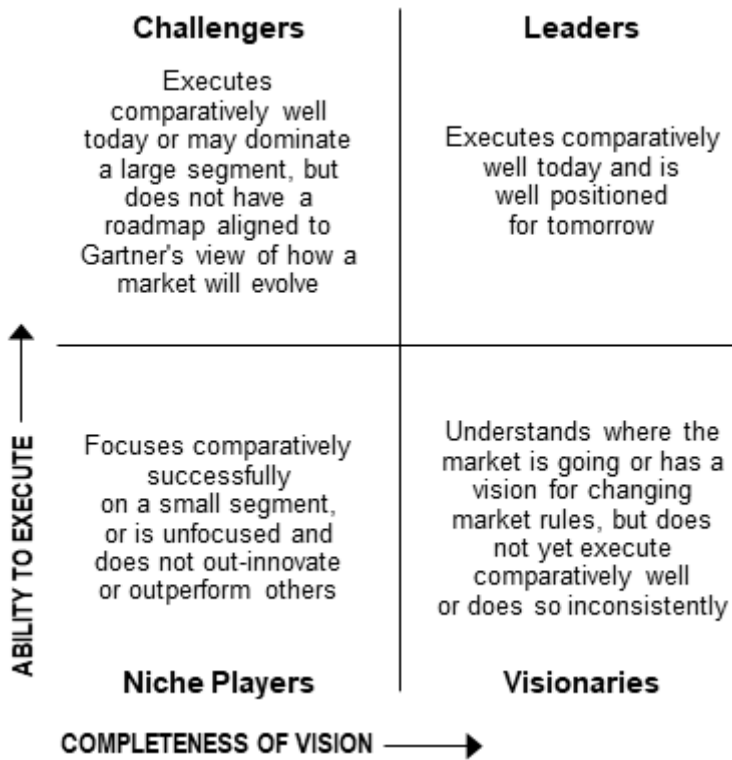 Challengers
Executes
comparatively well
today or may dominate
a large segment, but
does not have a
roadmap aligned to
Gartner's view of how a
market will evolve
Leaders
Executes comparatively
well today and is
well positioned
for tomorrow
Focuses comparatively
successfully
on a small segment,
or is unfocused and
does not out-innovate
or outperform others
Niche Players
Understands where the
market is going or has a
vision for changing
market rules, but does
not yet execute
comparatively well
or does so inconsistently
Visionaries
ABILITY TO EXECUTE
COMPLETENESS OF VISION